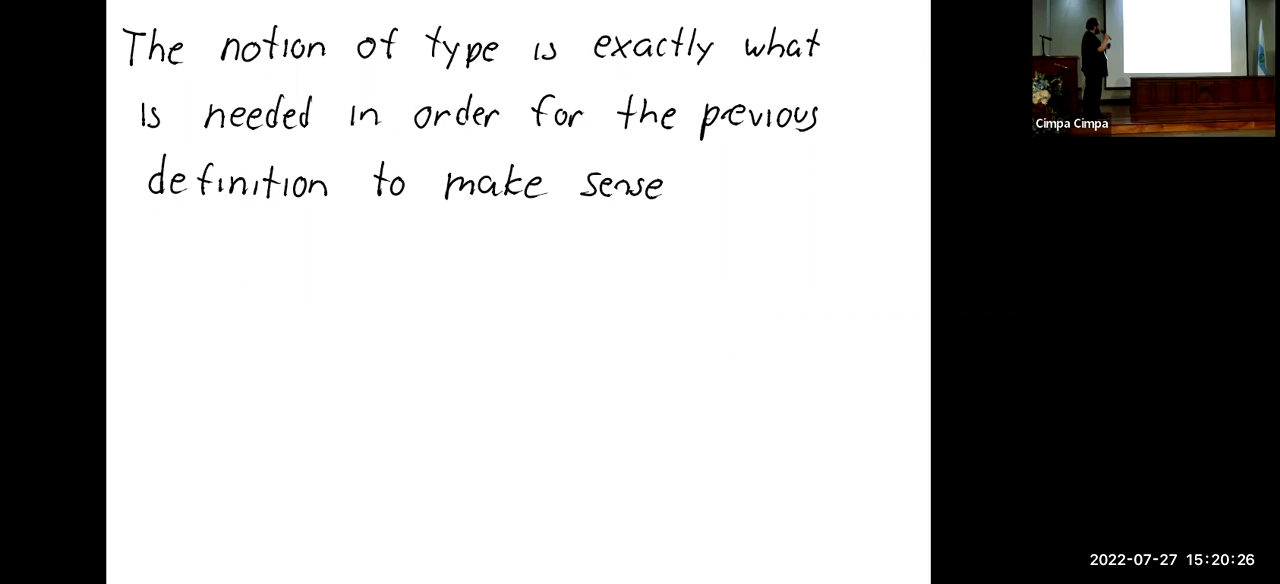 The notion of type is exactly what
is needed in order for the pevious
definition to make sense
Cimpa Cimpa
2022-07-27 15:20:26